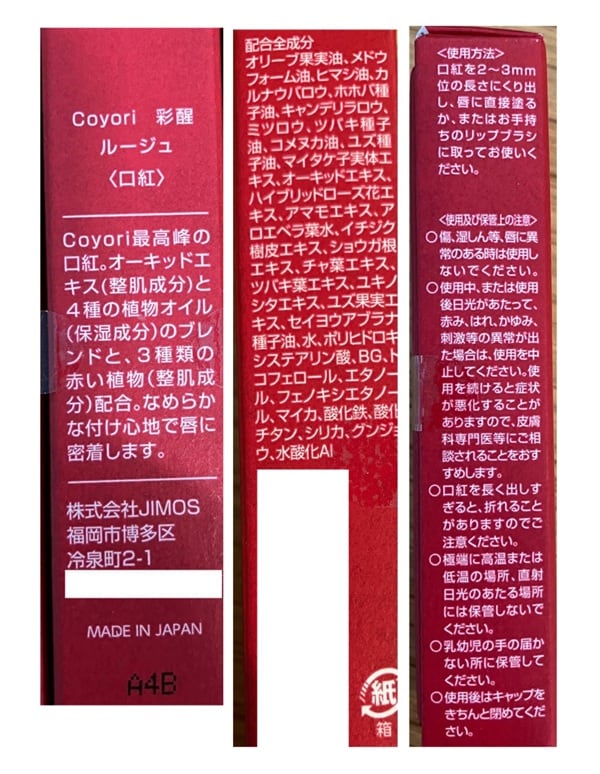 Coyori 彩醒
ルージュ
〈口紅〉
Coyori最高峰の
口紅。オーキッドエ
キス(整肌成分)と
4種の植物オイル
(保湿成分)のブレ
ンドと、3種類の
赤い植物(整肌成
分)配合。なめらか
な付け心地で唇に
密着します。
株式会社JIMOS
福岡市博多区
冷泉町2-1
MADE IN JAPAN
A4B
配合全成分
オリーブ果実油、メドウ
フォーム油、ヒマシ油、カ
ルナウバロウ、ホホバ種
子油、キャンデリラロウ、
ミツロウ、ツバキ種子
油、コメヌカ油、ユズ種
子油、マイタケ子実体エ
キス、オーキッドエキス、
ハイブリッドローズ花エ
キス、アマモエキス、ア
ロエベラ葉水、イチジク
樹皮エキス、ショウガ根
エキス、チャ葉エキス、
ツバキ葉エキス、ユキノ
シタエキス、ユズ果実エ
キス、セイヨウアブラナ
種子油、水、ポリヒドロキ
システアリン酸、BG、ト
コフェロール、エタノー
ル、フェノキシエタノー
ル、マイカ、酸化鉄、酸化
チタン、シリカ、グンジョ
ウ、水酸化Al
紙
箱
<使用方法>
口紅を2～3mm
位の長さにくり出
し、唇に直接塗る
か、またはお手持
ちのリップブラシ
に取ってお使いく
ださい。
<使用及び保管上の注意>
○傷、湿しん等、唇に異
常のある時は使用し
ないでください。
○使用中、または使用
後日光があたって、
赤み、はれ、かゆみ、
刺激等の異常が出
た場合は、使用を中
止してください。使
用を続けると症状
が悪化することが
ありますので、皮膚
科専門医等にご相
談されることをおす
すめします。
○口紅を長く出しす
ぎると、折れること
がありますのでご
注意ください。
○極端に高温または
低温の場所、直射
日光のあたる場所
には保管しないで
ください。
○乳幼児の手の届か
ない所に保管して
ください。
○使用後はキャップを
きちんと閉めてくだ
さい。